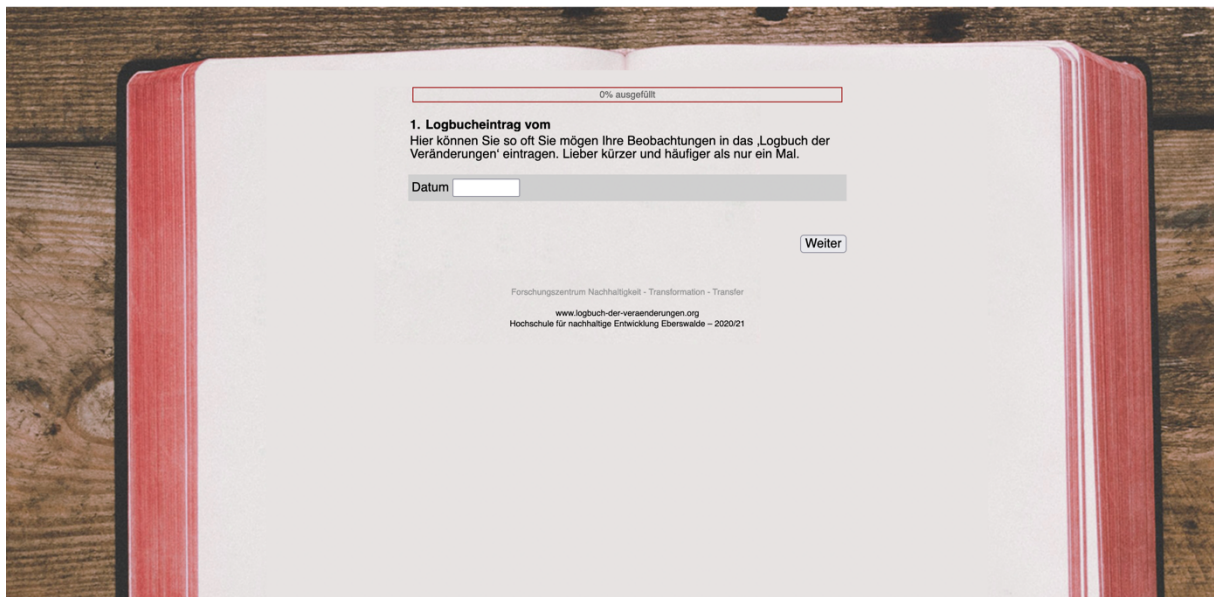 0% ausgefüllt
1. Logbucheintrag vom
Hier können Sie so oft Sie mögen Ihre Beobachtungen in das ‚Logbuch der
Veränderungen‘ eintragen. Lieber kürzer und häufiger als nur ein Mal.
Datum
Weiter
Forschungszentrum Nachhaltigkeit - Transformation - Transfer
www.logbuch-der-veraenderungen.org
Hochschule für nachhaltige Entwicklung Eberswalde – 2020/21